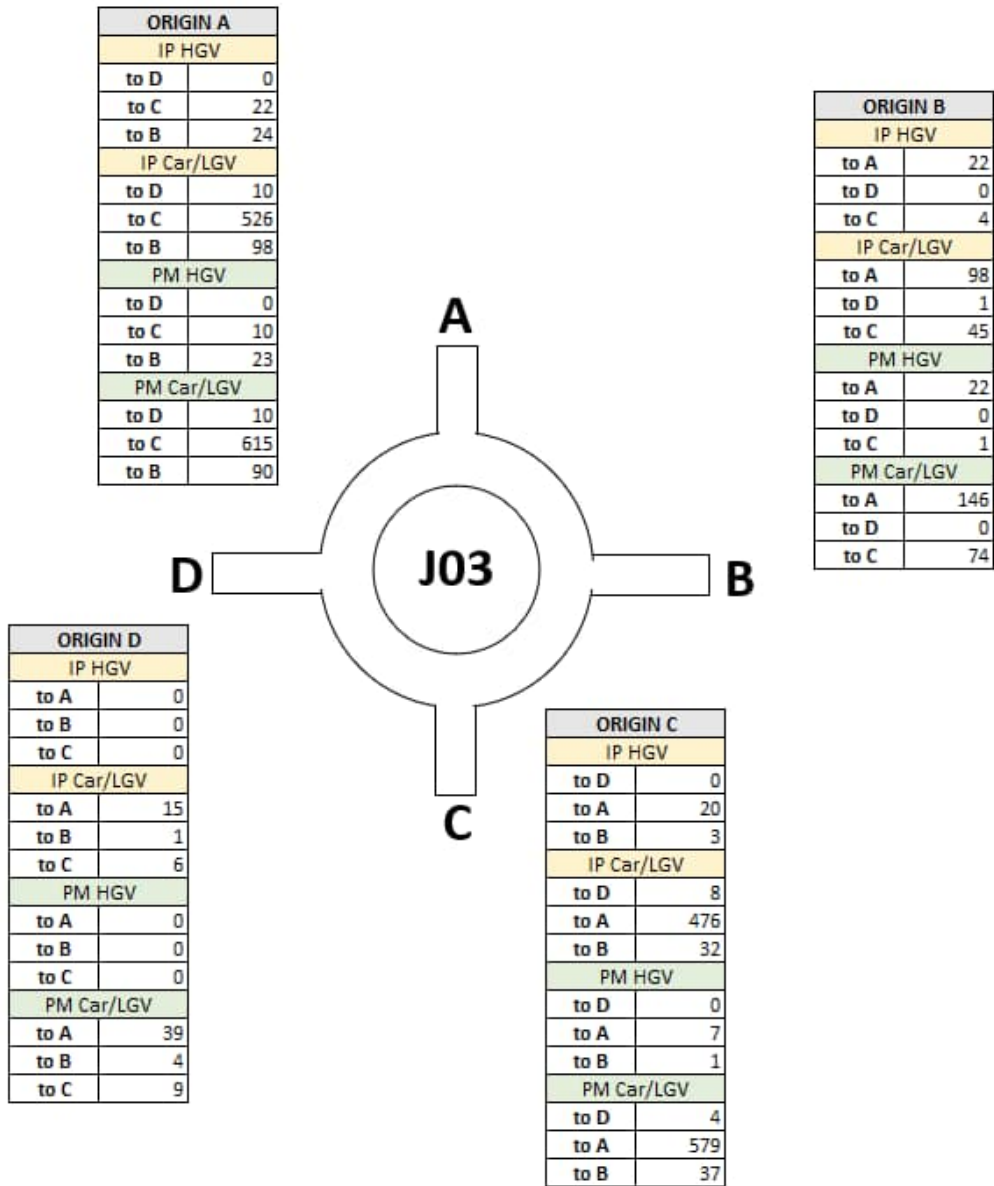 ORIGIN A
IP HGV
to D 0
to C 22
to B 24
IP Car/LGV
to D 10
to C 526
to B 98
PM HGV
to D 0
to C 10
to B 23
PM Car/LGV
to D 10
to C 615
to B 90
ORIGIN B
IP HGV
to A 22
to D 0
to C 4
IP Car/LGV
to A 98
to D 1
to C 45
PM HGV
to A 22
to D 0
to C 1
PM Car/LGV
to A 146
to D 0
to C 74
A
D
J03
B
C
ORIGIN D
IP HGV
to A 0
to B 0
to C 0
IP Car/LGV
to A 15
to B 1
to C 6
PM HGV
to A 0
to B 0
to C 0
PM Car/LGV
to A 39
to B 4
to C 9
ORIGIN C
IP HGV
to D 0
to A 20
to B 3
IP Car/LGV
to D 8
to A 476
to B 32
PM HGV
to D 0
to A 7
to B 1
PM Car/LGV
to D 4
to A 579
to B 37